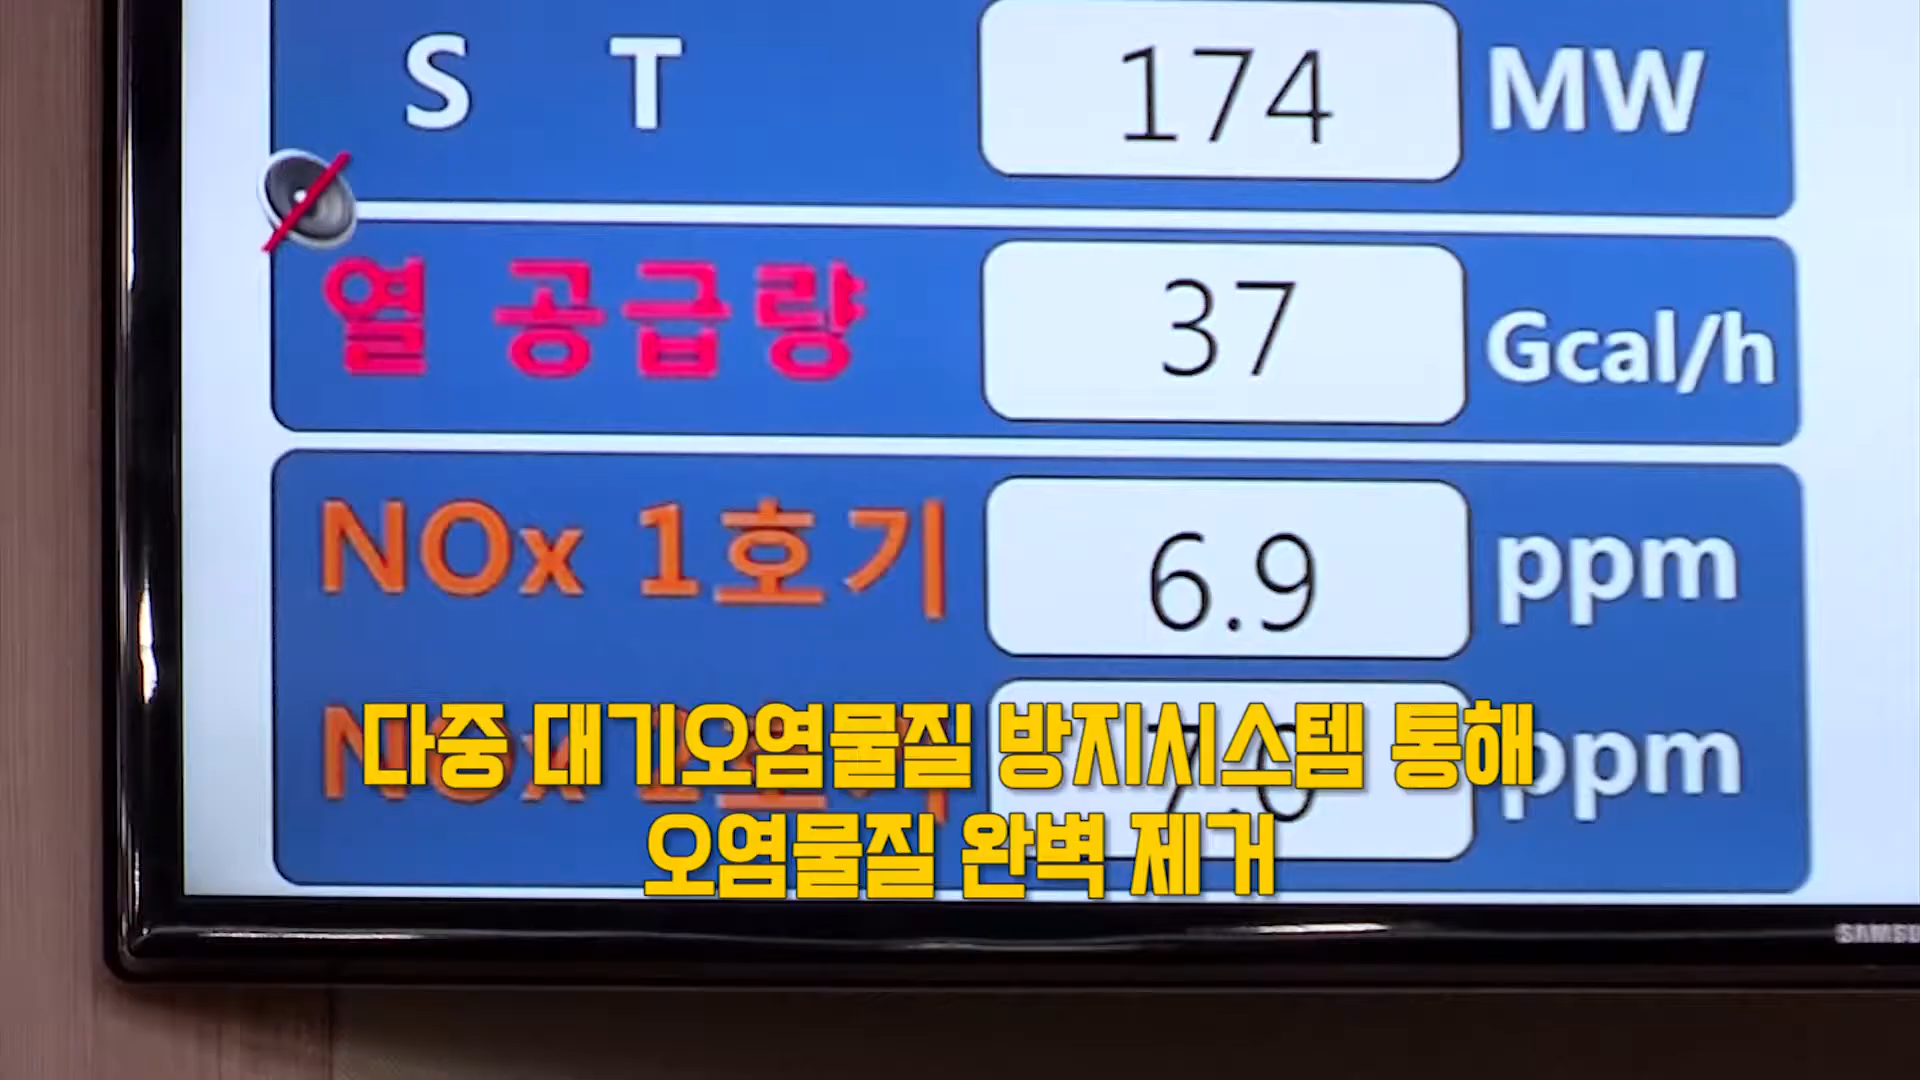 S T 174 MW
열 공급량 37 Gcal/h
NOx 1호기 6.9 ppm
ppm
다중 대기오염물질 방지시스템 통해
오염물질 완벽 제거